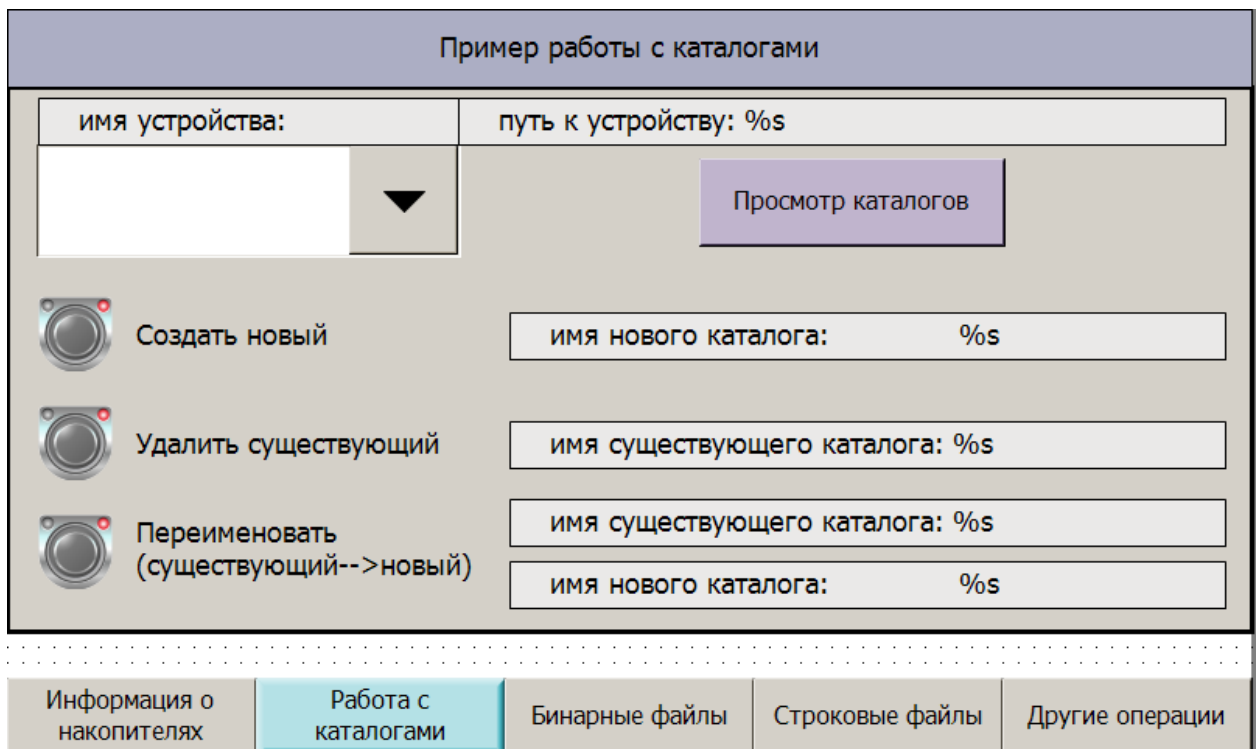 Пример работы с каталогами
имя устройства:
путь к устройству: %s
Просмотр каталогов
Создать новый
имя нового каталога: %s
Удалить существующий
имя существующего каталога: %s
Переименовать
(существующий-->новый)
имя существующего каталога: %s
имя нового каталога: %s
Информация о
накопителях
Работа с
каталогами
Бинарные файлы
Строковые файлы
Другие операции